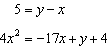 5 = y − x
4x² = −17x + y + 4